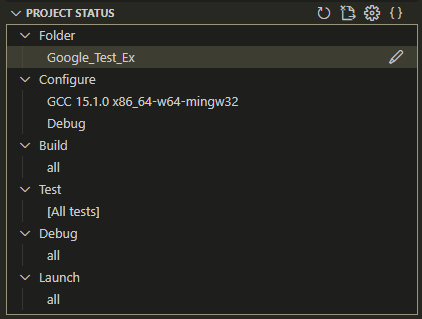 PROJECT STATUS
Folder
Google_Test_Ex
Configure
GCC 15.1.0 x86_64-w64-mingw32
Debug
Build
all
Test
[All tests]
Debug
all
Launch
all